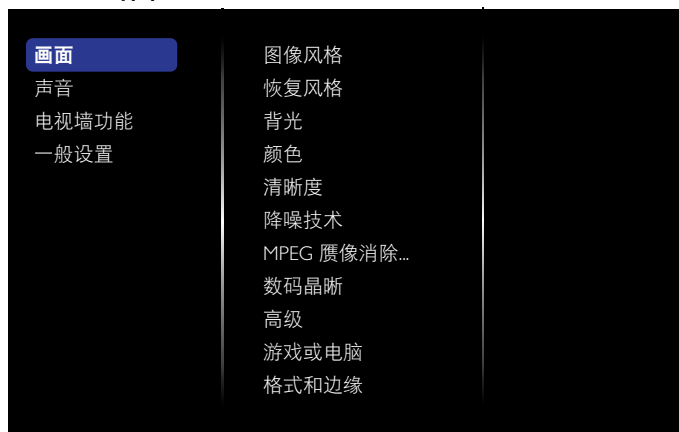 画面
声音
电视墙功能
一般设置
图像风格
恢复风格
背光
颜色
清晰度
降噪技术
MPEG 赝像消除...
数码晶晰
高级
游戏或电脑
格式和边缘